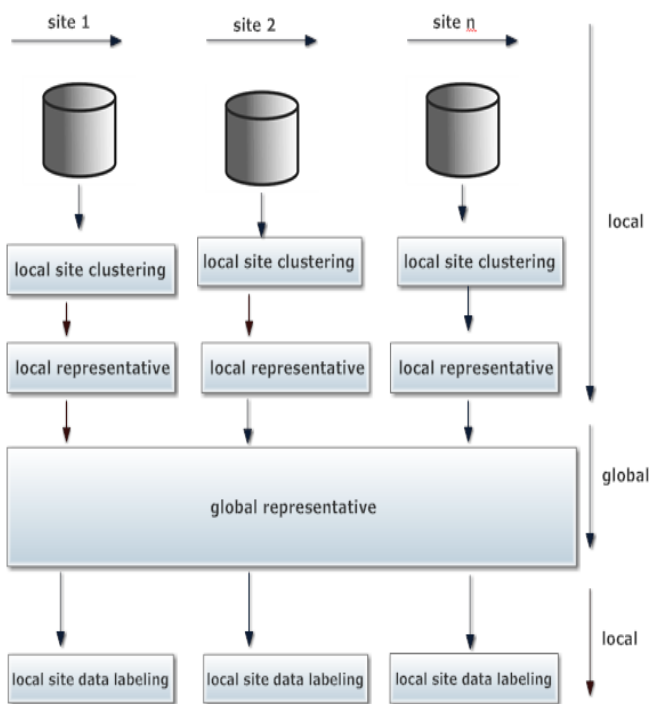 site 1
site 2
site n
local site clustering
local site clustering
local site clustering
local
local representative
local representative
local representative
global representative
global
local
local site data labeling
local site data labeling
local site data labeling